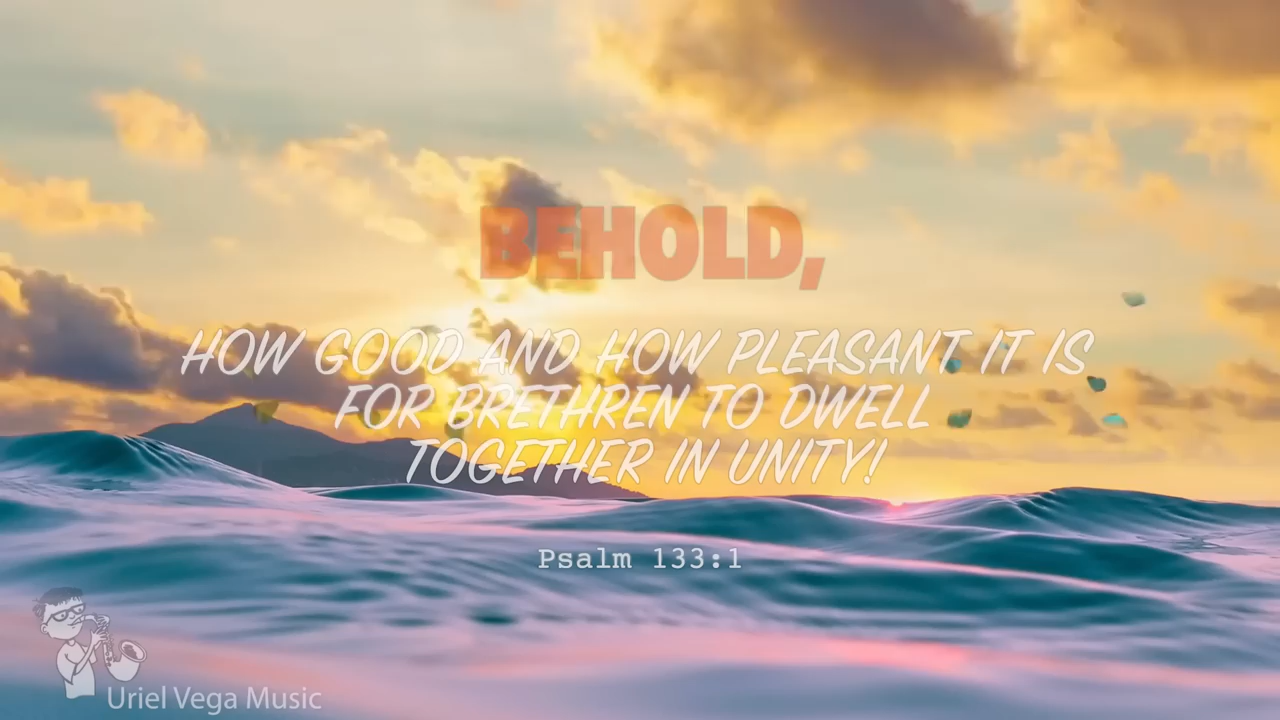 BEHOLD,
HOW GOOD AND HOW PLEASANT IT IS
FOR BRETHREN TO DWELL
TOGETHER IN UNITY!
Psalm 133:1
Uriel Vega Music